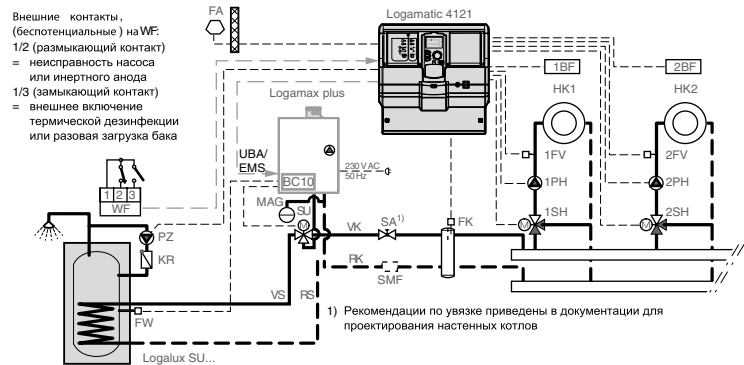 Внешние контакты,
(беспотенциальные) на WF:
1/2 (размыкающий контакт)
= неисправность насоса
или инертного анода
1/3 (замыкающий контакт)
= внешнее включение
термической дезинфекции
или разовая загрузка бака
FA
Logamatic 4121
Logamax plus
1BF
2BF
HK1
HK2
UBA/
EMS
BC10
230 V AC
50 Hz
1 2 3
WF
MAG
SU
M
VK
SA1)
FK
1FV
2FV
1PH
2PH
M
1SH
M
2SH
PZ
KR
RK
SMF
VS
RS
FW
Logalux SU...
1) Рекомендации по увязке приведены в документации для
проектирования настенных котлов